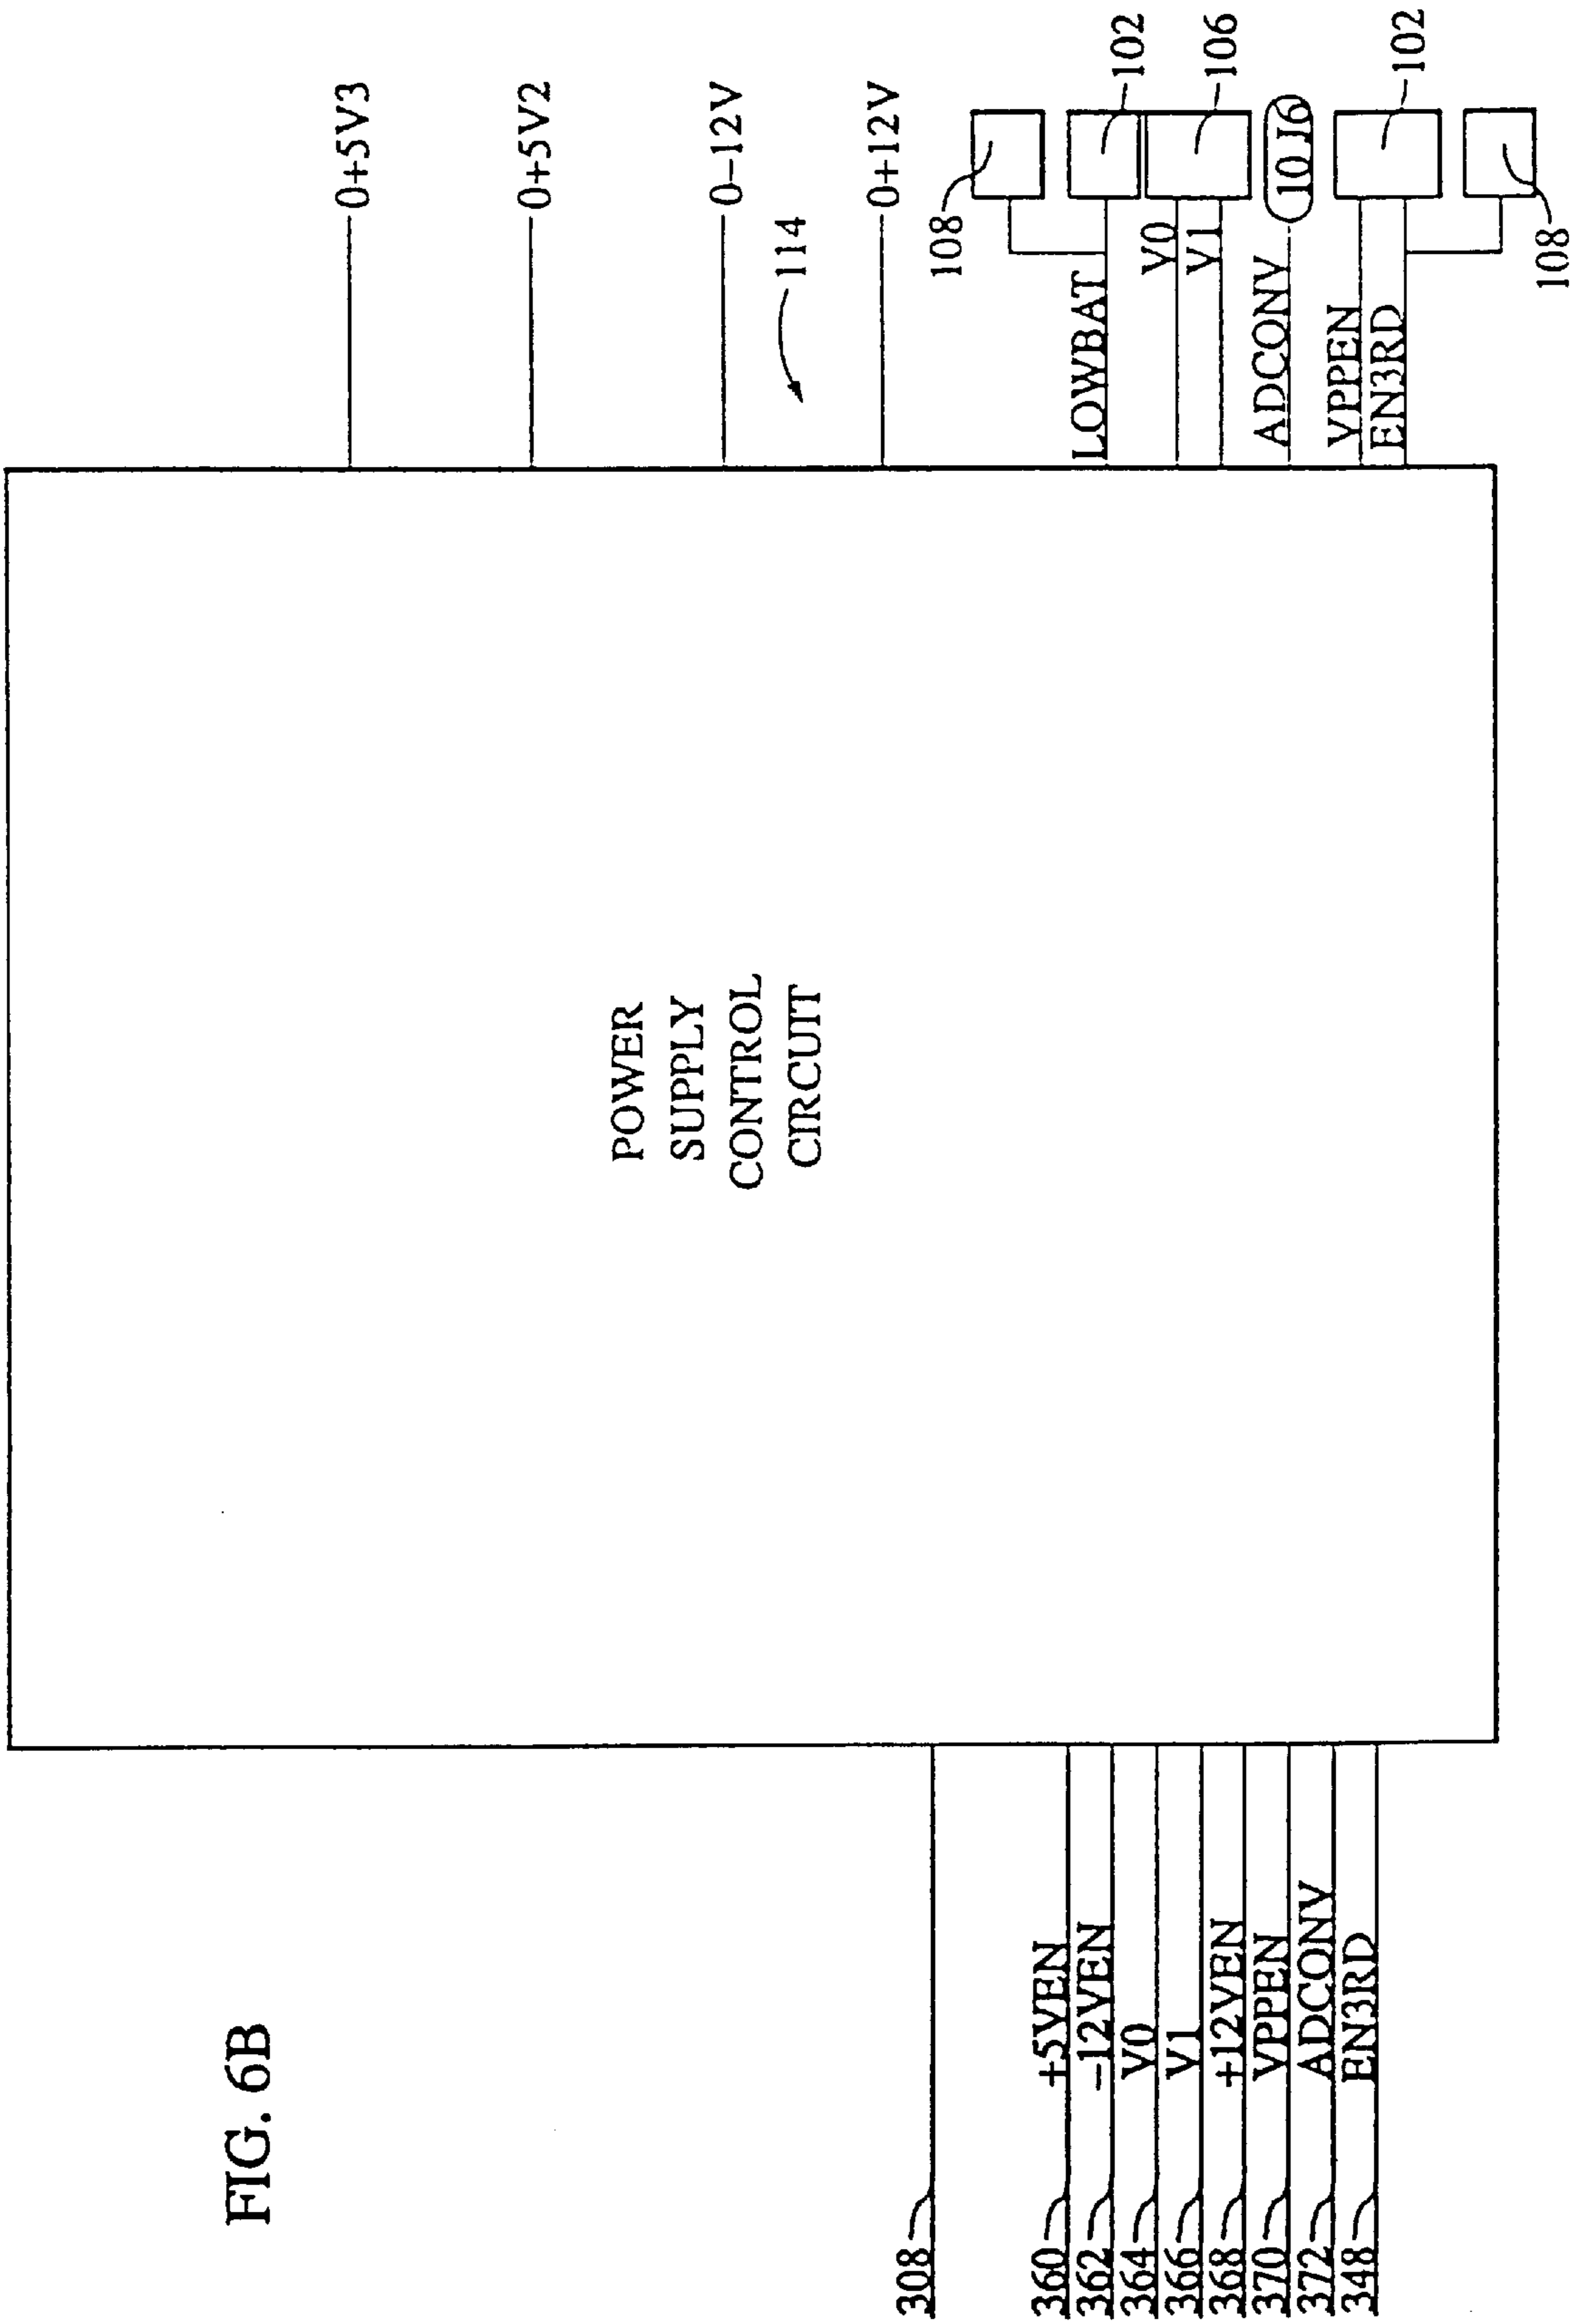 FIG. 6B
308
360 +5VEN
362 −12VEN
364 V0
366 V1
368 +12VEN
370 VPPEN
372 ADCONV
348 EN3RD
POWER
SUPPLY
CONTROL
CIRCUIT
0+5V3
0+5V2
0−12V
114
0+12V
108
LOWBAT
102
V0
V1
106
ADCONV
10 J6
VPPEN
EN3RD
102
108